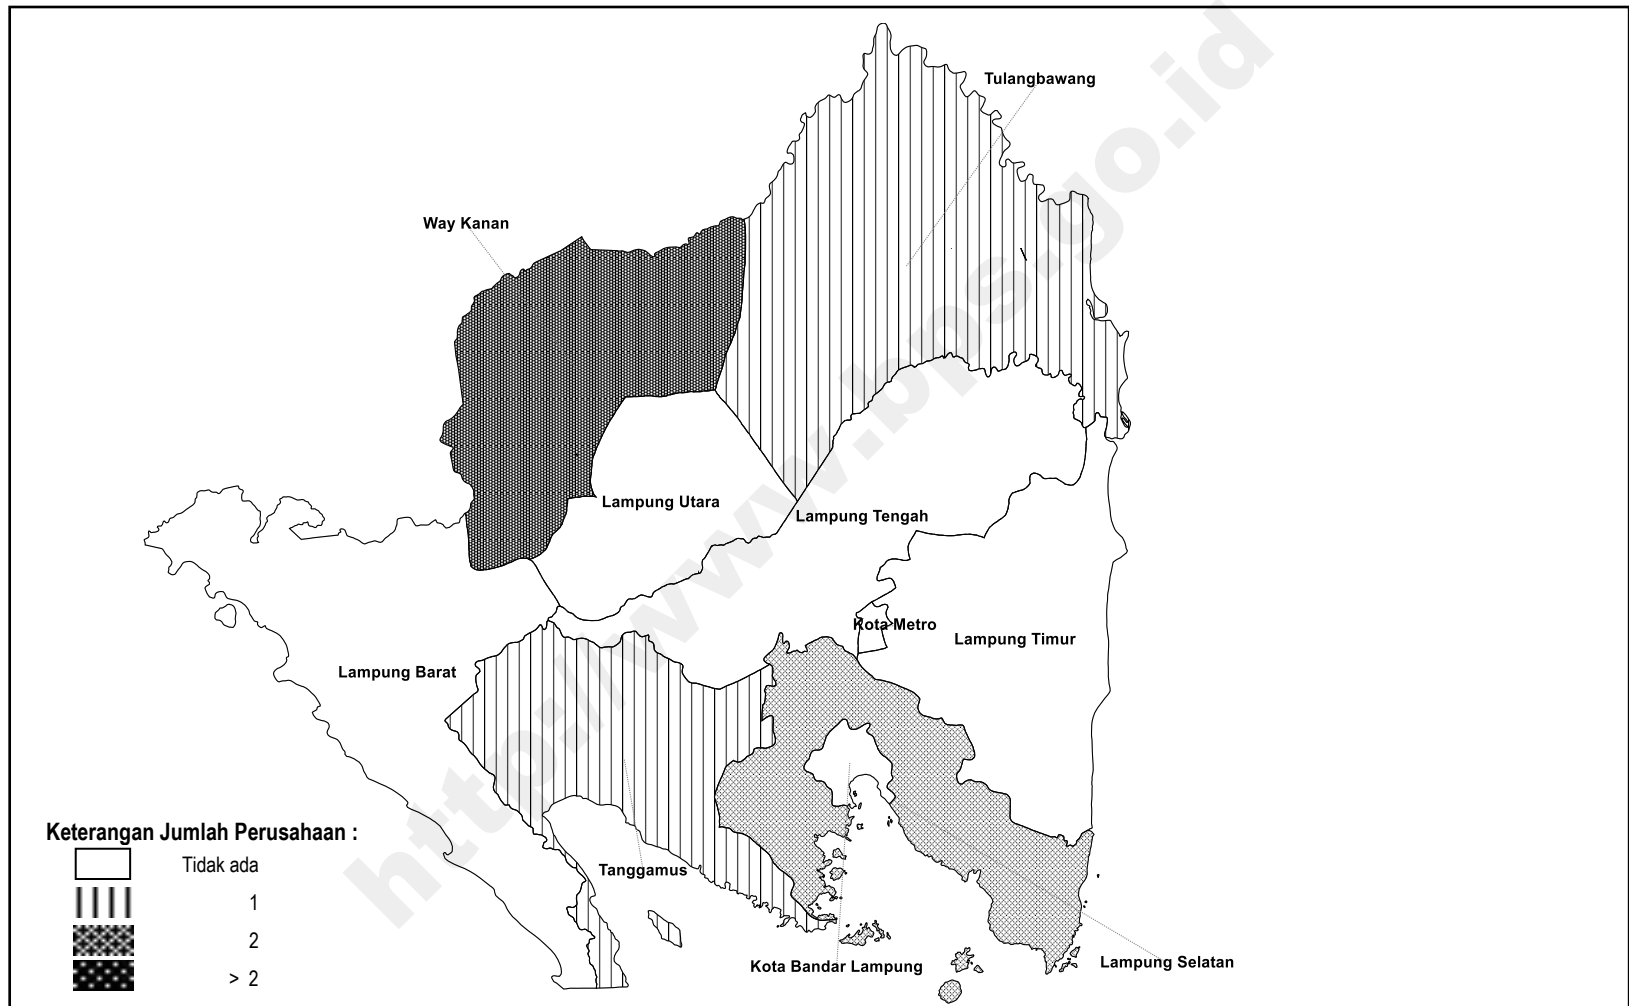 Tulangbawang
Way Kanan
Lampung Utara
Lampung Tengah
Kota Metro
Lampung Timur
Lampung Barat
Keterangan Jumlah Perusahaan :
Tidak ada
1
2
> 2
Tanggamus
Kota Bandar Lampung
Lampung Selatan
http://www.bps.go.id